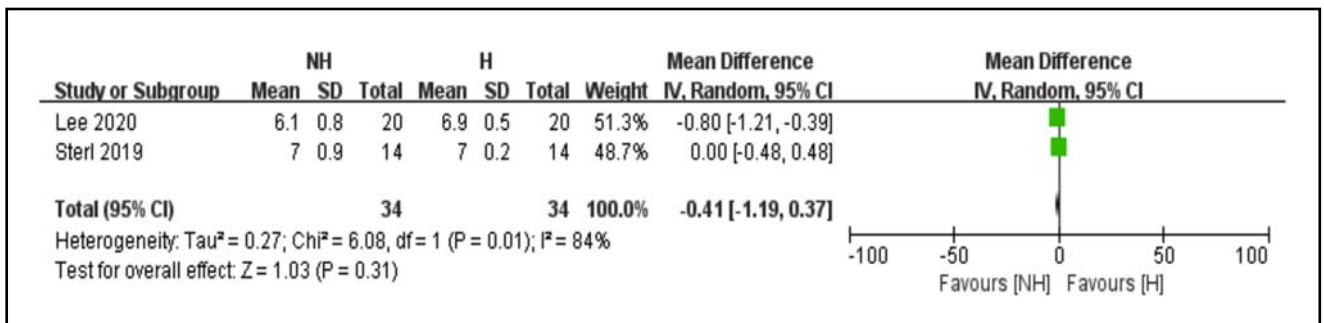 NH H Mean Difference Mean Difference
Study or Subgroup Mean SD Total Mean SD Total Weight IV, Random, 95% CI IV, Random, 95% CI
Lee 2020 6.1 0.8 20 6.9 0.5 20 51.3% -0.80 [-1.21, -0.39]
Sterl 2019 7 0.9 14 7 0.2 14 48.7% 0.00 [-0.48, 0.48]
Total (95% CI) 34 34 100.0% -0.41 [-1.19, 0.37]
Heterogeneity: Tau² = 0.27; Chi² = 6.08, df = 1 (P = 0.01); I² = 84%
Test for overall effect: Z = 1.03 (P = 0.31)
-100 -50 0 50 100
Favours [NH] Favours [H]